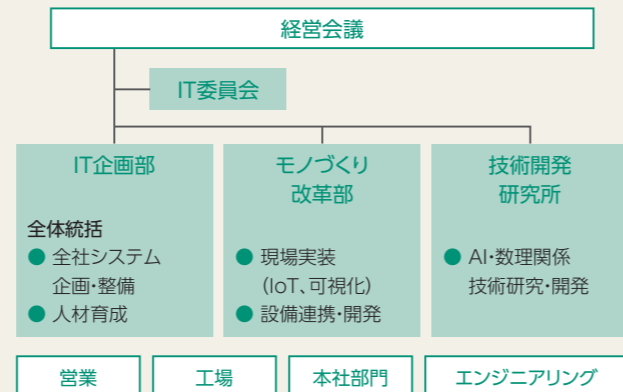 経営会議
IT委員会
IT企画部
全体統括
● 全社システム
企画・整備
● 人材育成
モノづくり
改革部
● 現場実装
(IoT、可視化)
● 設備連携・開発
技術開発
研究所
● AI・数理関係
技術研究・開発
営業
工場
本社部門
エンジニアリング